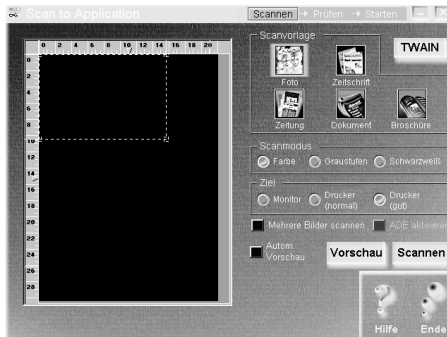 Scan to Application
Scannen → Prüfen → Starten
0 2 4 6 8 10 12 14 16 18 20
0
2
4
6
8
10
12
14
16
18
20
22
24
26
28
Scanvorlage
TWAIN
Foto
Zeitschrift
Zeitung
Dokument
Broschüre
Scanmodus
Farbe
Graustufen
Schwarzweiß
Ziel
Monitor
Drucker (normal)
Drucker (gut)
Mehrere Bilder scannen
ADE aktivieren
Autom. Vorschau
Vorschau
Scannen
Hilfe
Ende